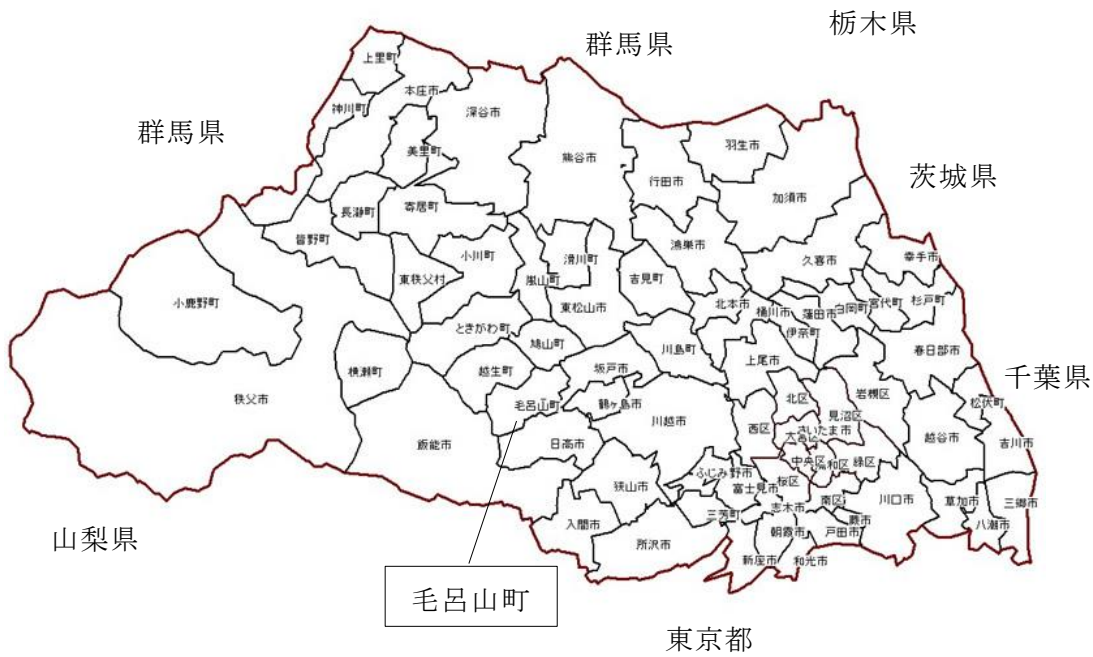 栃木県
群馬県
上里町
本庄市
神川町
深谷市
群馬県
美里町
熊谷市
羽生市
行田市
茨城県
加須市
長瀞町
寄居町
皆野町
鴻巣市
小川町
滑川町
久喜市
幸手市
東秩父村
嵐山町
吉見町
小鹿野町
東松山市
北本市
桶川市
蓮田市
白岡町
宮代町
杉戸町
ときがわ町
伊奈町
鳩山町
川島町
上尾市
春日部市
横瀬町
越生町
坂戸市
千葉県
秩父市
毛呂山町
鶴ヶ島市
北区
岩槻区
松伏町
川越市
見沼区
西区
さいたま市
大宮区
越谷市
吉川市
飯能市
日高市
中央区
浦和区
緑区
ふじみ野市
桜区
狭山市
富士見市
南区
川口市
草加市
三郷市
三芳町
志木市
蕨市
八潮市
入間市
朝霞市
戸田市
所沢市
山梨県
新座市
和光市
毛呂山町
東京都